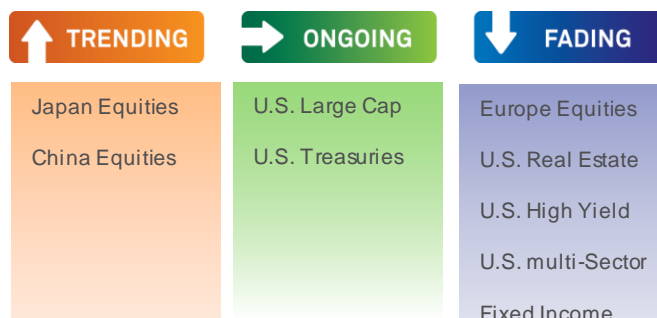 TRENDING
Japan Equities
China Equities
ONGOING
U.S. Large Cap
U.S. Treasuries
FADING
Europe Equities
U.S. Real Estate
U.S. High Yield
U.S. multi-Sector
Fixed Income